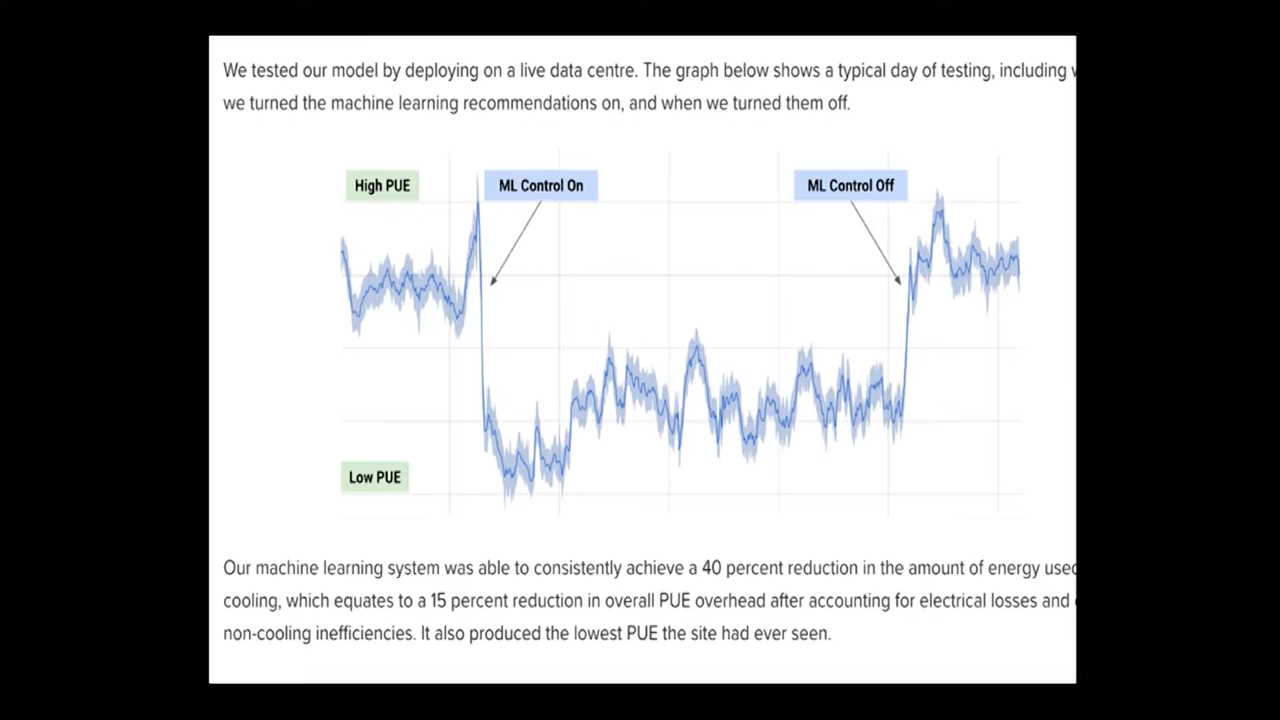 We tested our model by deploying on a live data centre. The graph below shows a typical day of testing, including
we turned the machine learning recommendations on, and when we turned them off.
High PUE
ML Control On
ML Control Off
Low PUE
Our machine learning system was able to consistently achieve a 40 percent reduction in the amount of energy used
cooling, which equates to a 15 percent reduction in overall PUE overhead after accounting for electrical losses and
non-cooling inefficiencies. It also produced the lowest PUE the site had ever seen.